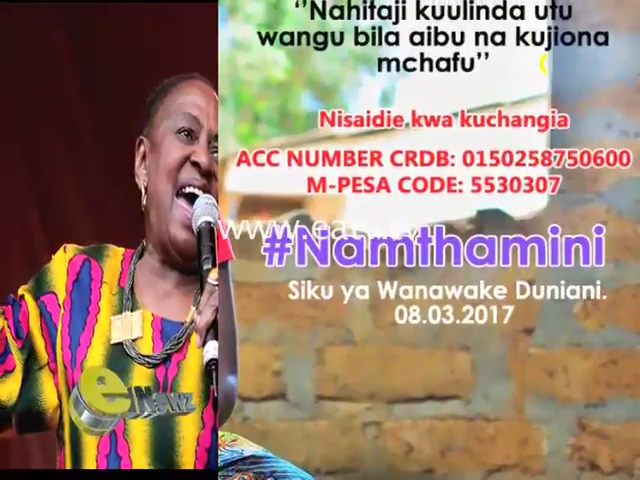 ‘’Nahitaji kuulinda utu
wangu bila aibu na kujiona
mchafu’’
Nisaidie kwa kuchangia
ACC NUMBER CRDB: 0150258750600
M-PESA CODE: 5530307
#Namthamini
Siku ya Wanawake Duniani.
08.03.2017
e Newz